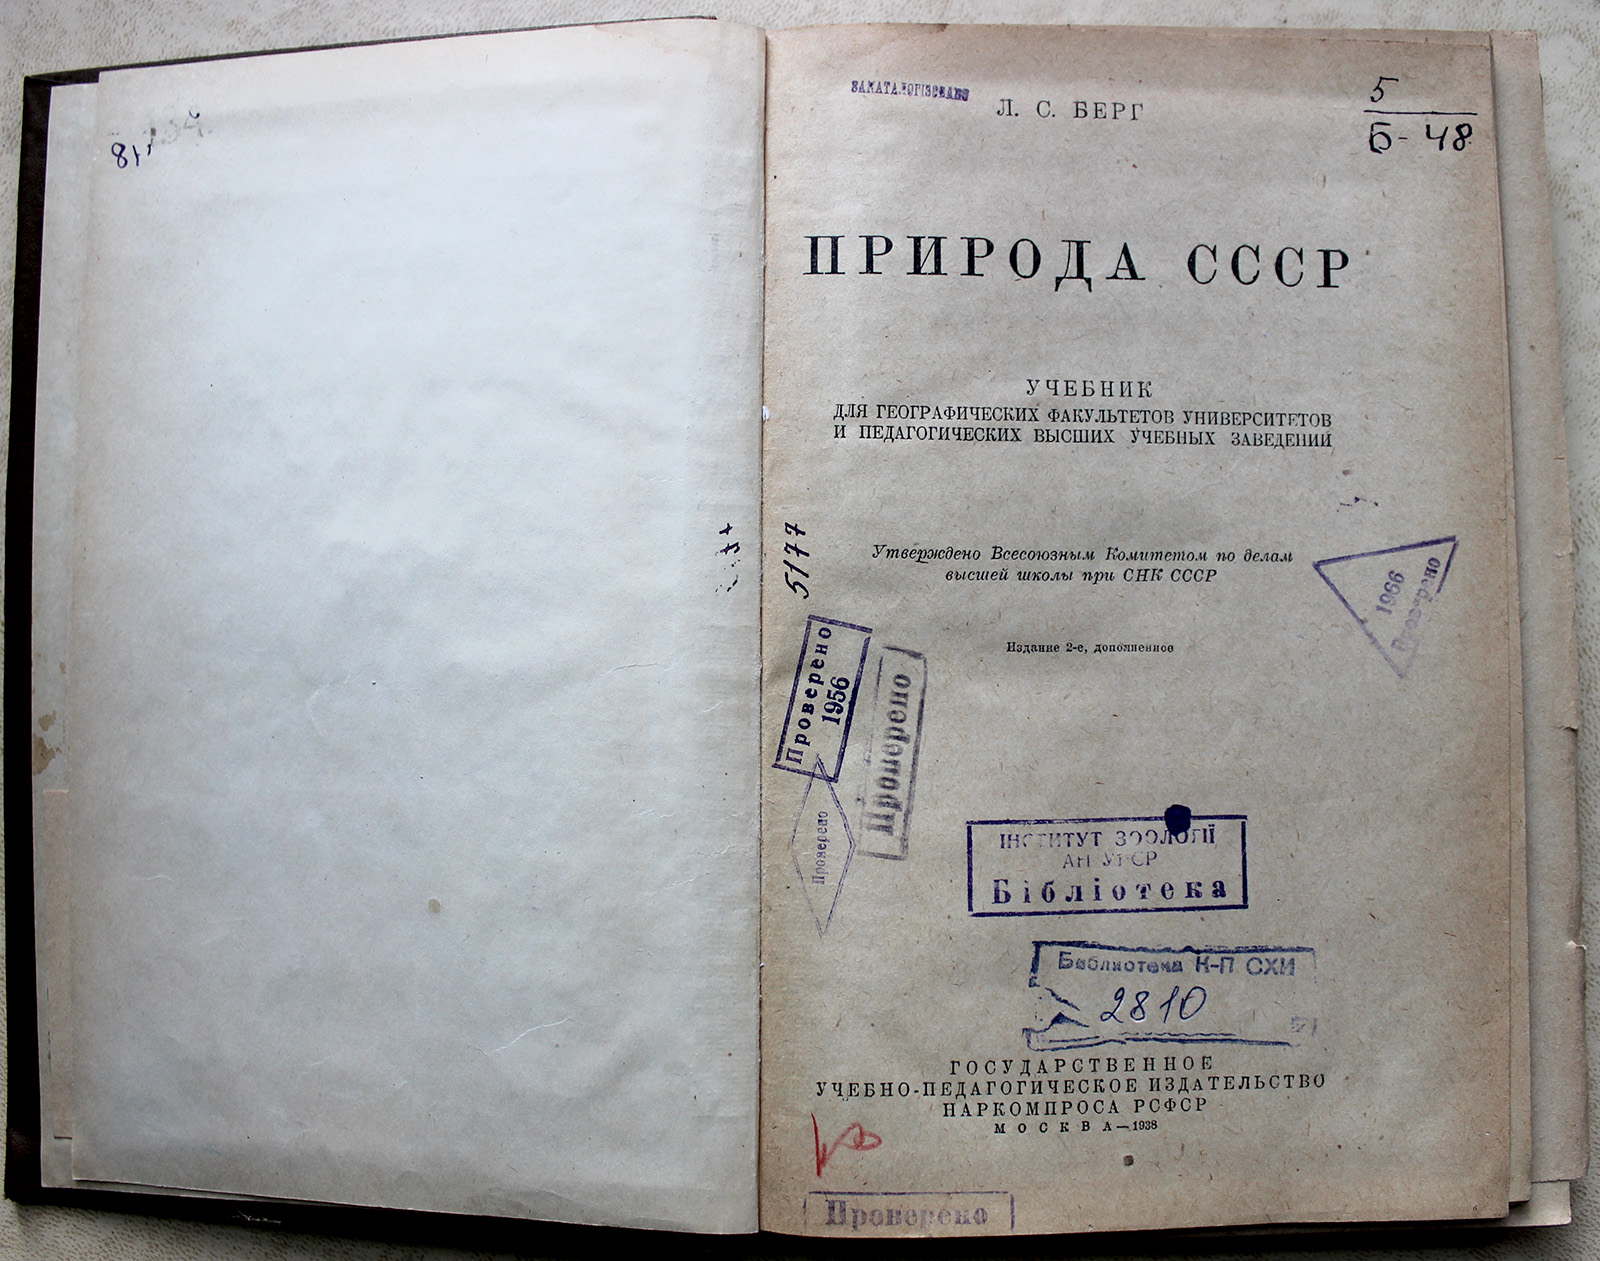 811
ЗАКАТАЛОГІЗОВАНО
Л. С. БЕРГ
5
Б- 48
ПРИРОДА СССР
УЧЕБНИК
ДЛЯ ГЕОГРАФИЧЕСКИХ ФАКУЛЬТЕТОВ УНИВЕРСИТЕТОВ
И ПЕДАГОГИЧЕСКИХ ВЫСШИХ УЧЕБНЫХ ЗАВЕДЕНИЙ
5177
Утверждено Всесоюзным Комитетом по делам
высшей школы при СНК СССР
1966
Проверено
Издание 2-е, дополненное
Проверено
1956
Проверено
Проверено
ІНСТИТУТ ЗООЛОГІЇ
АН УРСР
Бібліотека
Библиотека К-П СХИ
2810
ГОСУДАРСТВЕННОЕ
УЧЕБНО-ПЕДАГОГИЧЕСКОЕ ИЗДАТЕЛЬСТВО
НАРКОМПРОСА РСФСР
МОСКВА—1938
Проверено